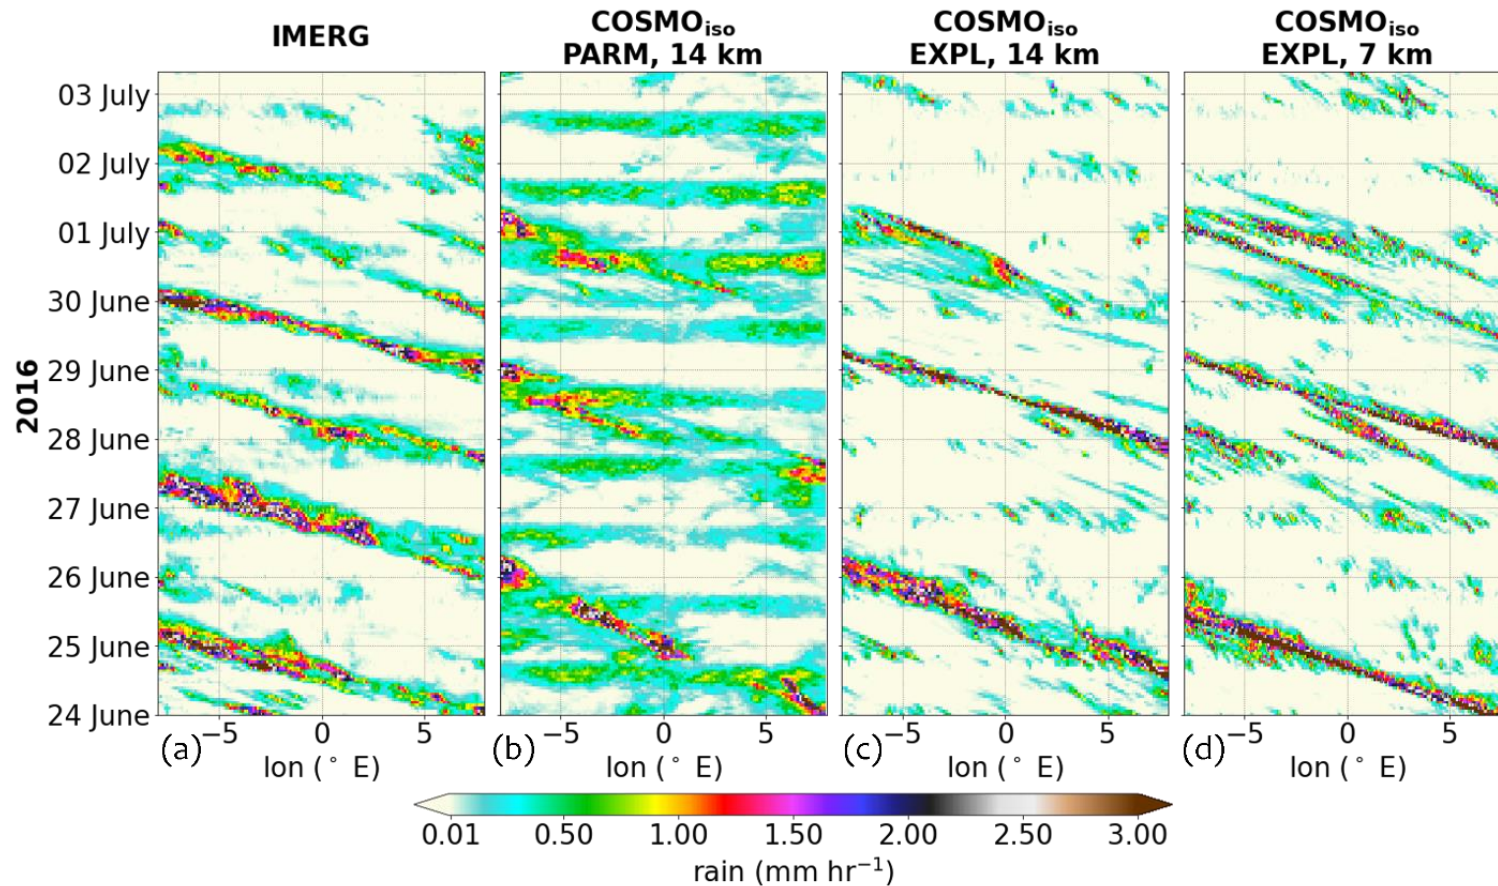 IMERG
COSMOiso
PARM, 14 km
COSMOiso
EXPL, 14 km
COSMOiso
EXPL, 7 km
2016
03 July
02 July
01 July
30 June
29 June
28 June
27 June
26 June
25 June
24 June
(a) −5 0 5
(b) −5 0 5
(c) −5 0 5
(d) −5 0 5
lon (° E)
lon (° E)
lon (° E)
lon (° E)
0.01 0.50 1.00 1.50 2.00 2.50 3.00
rain (mm hr⁻¹)